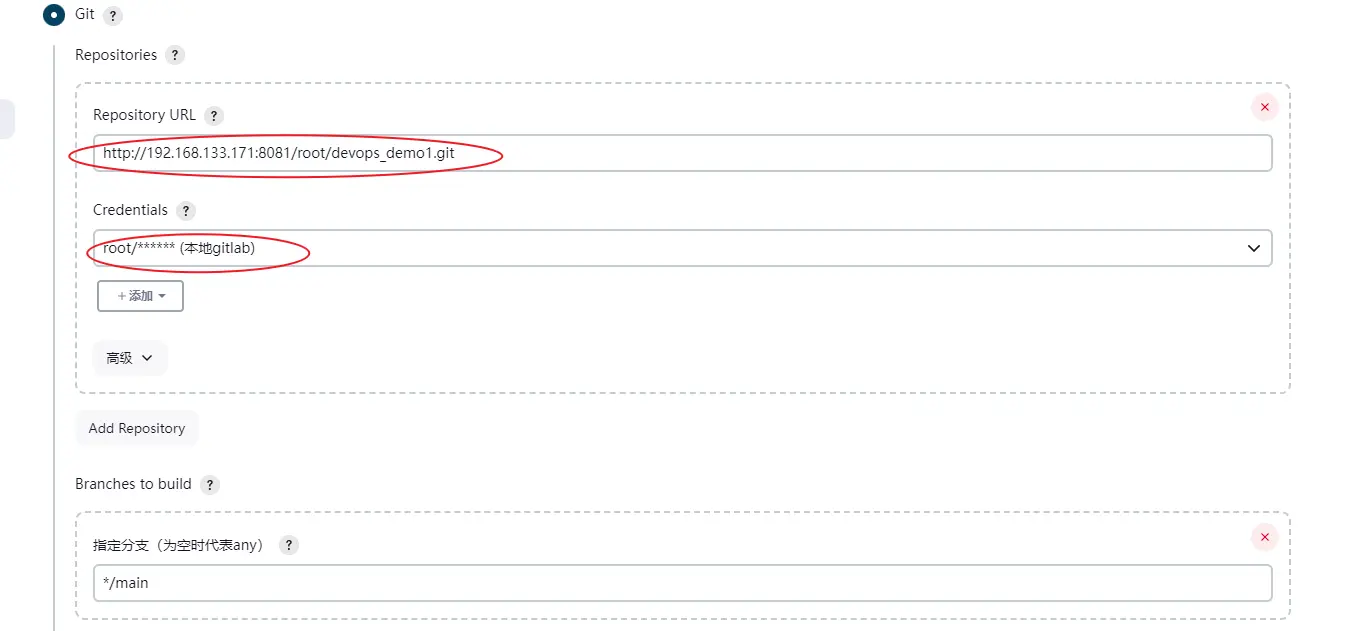 Git ?
Repositories ?
Repository URL ?
http://192.168.133.171:8081/root/devops_demo1.git
Credentials ?
root/****** (本地gitlab)
+ 添加
高级
Add Repository
Branches to build ?
指定分支（为空时代表any） ?
*/main